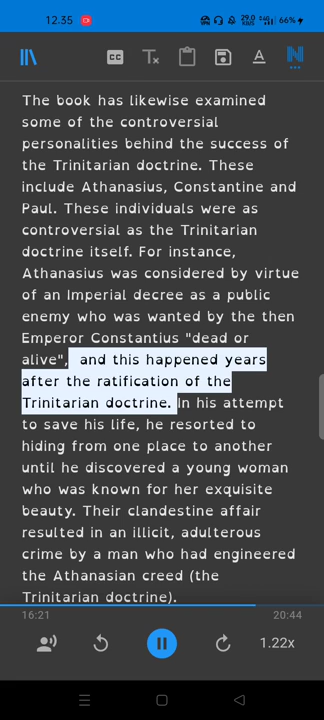 12.35 29.0 KB/S 4G 66%
CC
The book has likewise examined
some of the controversial
personalities behind the success of
the Trinitarian doctrine. These
include Athanasius, Constantine and
Paul. These individuals were as
controversial as the Trinitarian
doctrine itself. For instance,
Athanasius was considered by virtue
of an Imperial decree as a public
enemy who was wanted by the then
Emperor Constantius "dead or
alive", and this happened years
after the ratification of the
Trinitarian doctrine. In his attempt
to save his life, he resorted to
hiding from one place to another
until he discovered a young woman
who was known for her exquisite
beauty. Their clandestine affair
resulted in an illicit, adulterous
crime by a man who had engineered
the Athanasian creed (the
Trinitarian doctrine).
16:21 20:44
1.22x